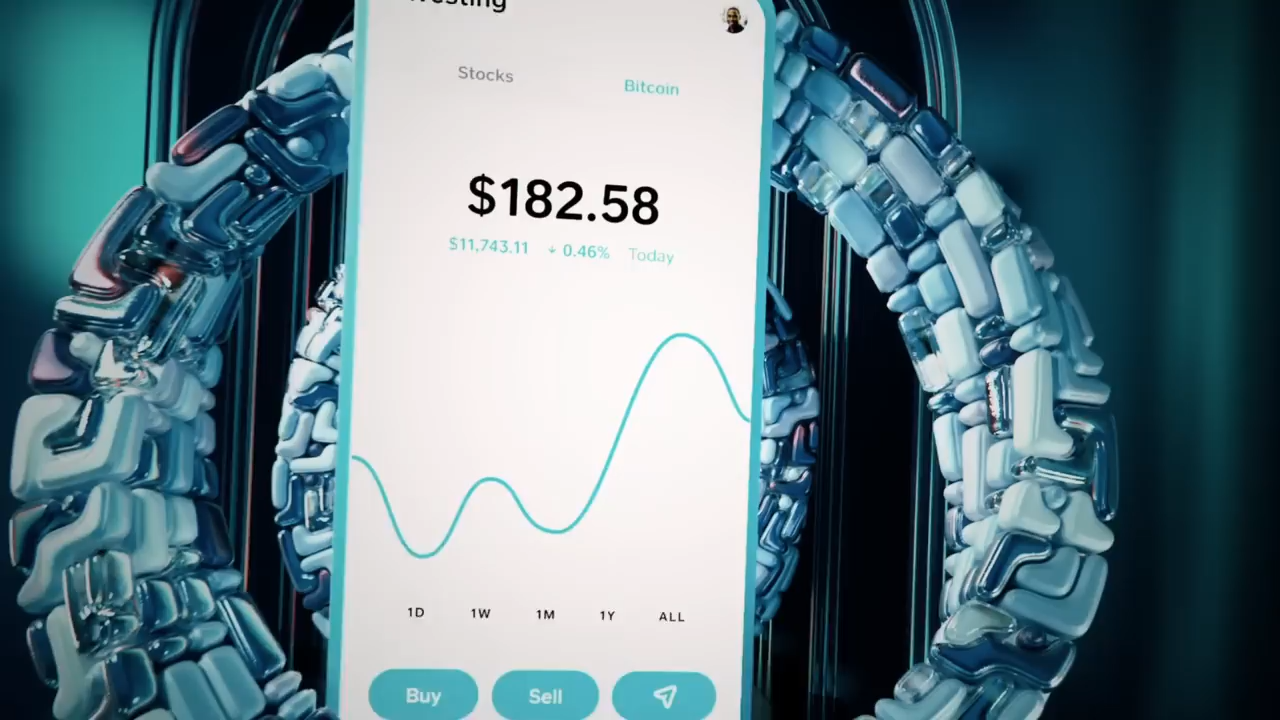 Stocks Bitcoin
$182.58
$11,743.11 ↓ 0.46% Today
1D 1W 1M 1Y ALL
Buy Sell